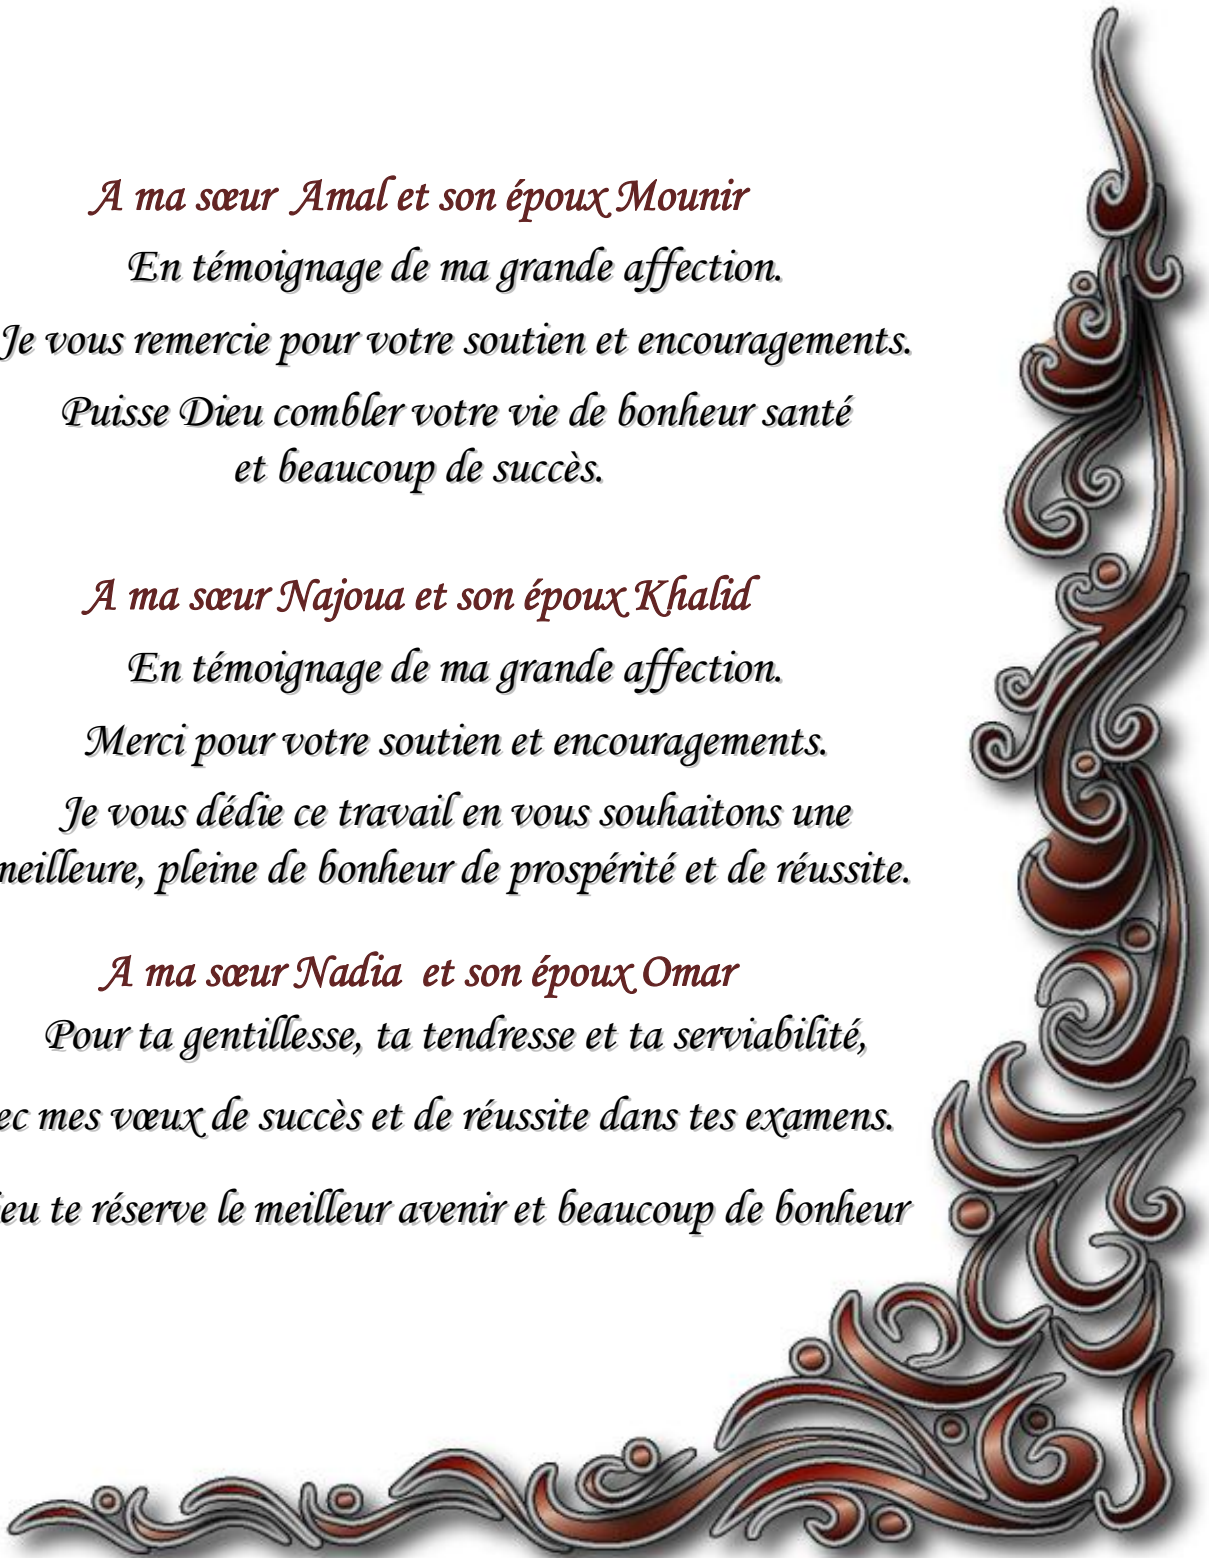 A ma sœur Amal et son époux Mounir
En témoignage de ma grande affection.
Je vous remercie pour votre soutien et encouragements.
Puisse Dieu combler votre vie de bonheur santé
et beaucoup de succès.
A ma sœur Najoua et son époux Khalid
En témoignage de ma grande affection.
Merci pour votre soutien et encouragements.
Je vous dédie ce travail en vous souhaitons une
meilleure, pleine de bonheur de prospérité et de réussite.
A ma sœur Nadia et son époux Omar
Pour ta gentillesse, ta tendresse et ta serviabilité,
mes vœux de succès et de réussite dans tes examens.
te réserve le meilleur avenir et beaucoup de bonheur